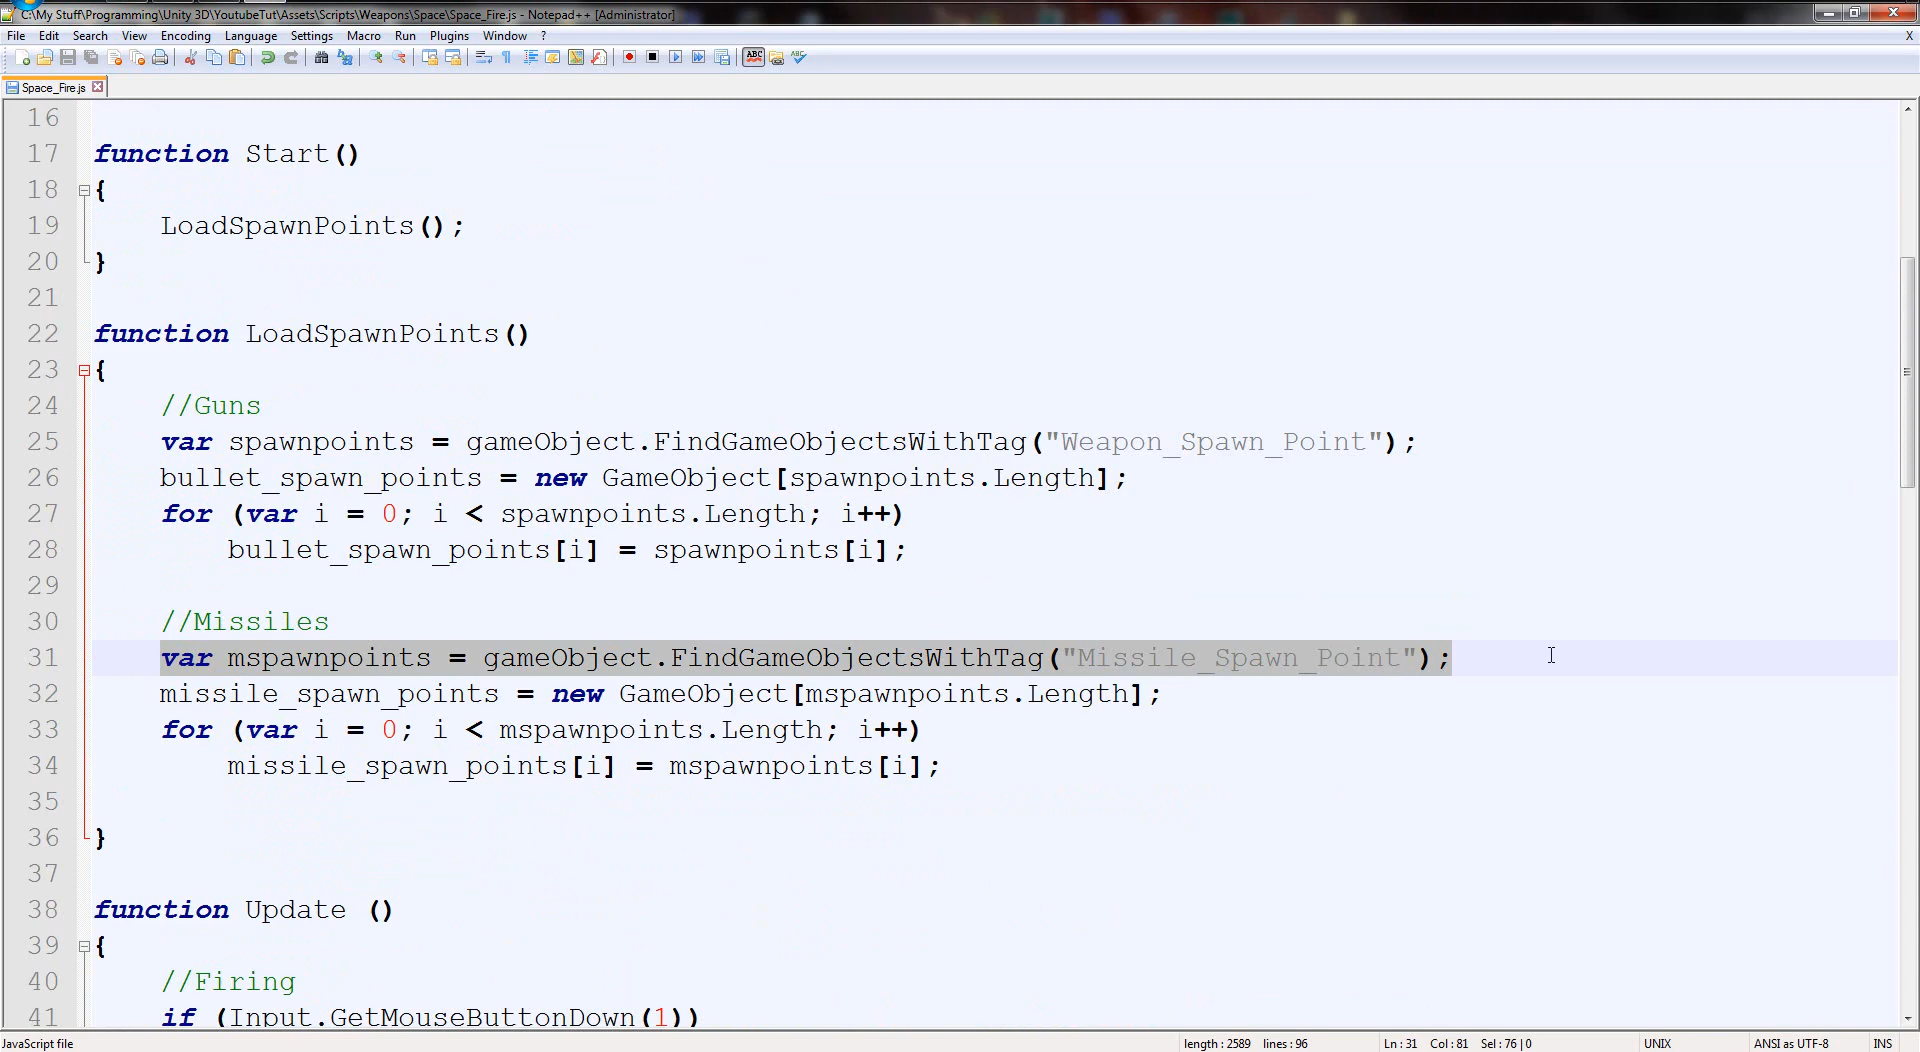 C:\My Stuff\Programming\Unity 3D\YoutubeTut\Assets\Scripts\Weapons\Space\Space_Fire.js - Notepad++ [Administrator]
File Edit Search View Encoding Language Settings Macro Run Plugins Window ? X
Space_Fire.js
16
17 function Start()
18 {
19 LoadSpawnPoints();
20 }
21
22 function LoadSpawnPoints()
23 {
24 //Guns
25 var spawnpoints = gameObject.FindGameObjectsWithTag("Weapon_Spawn_Point");
26 bullet_spawn_points = new GameObject[spawnpoints.Length];
27 for (var i = 0; i < spawnpoints.Length; i++)
28 bullet_spawn_points[i] = spawnpoints[i];
29
30 //Missiles
31 var mspawnpoints = gameObject.FindGameObjectsWithTag("Missile_Spawn_Point");
32 missile_spawn_points = new GameObject[mspawnpoints.Length];
33 for (var i = 0; i < mspawnpoints.Length; i++)
34 missile_spawn_points[i] = mspawnpoints[i];
35
36 }
37
38 function Update ()
39 {
40 //Firing
41 if (Input.GetMouseButtonDown(1))
JavaScript file length : 2589 lines : 96 Ln : 31 Col : 81 Sel : 76 | 0 UNIX ANSI as UTF-8 INS